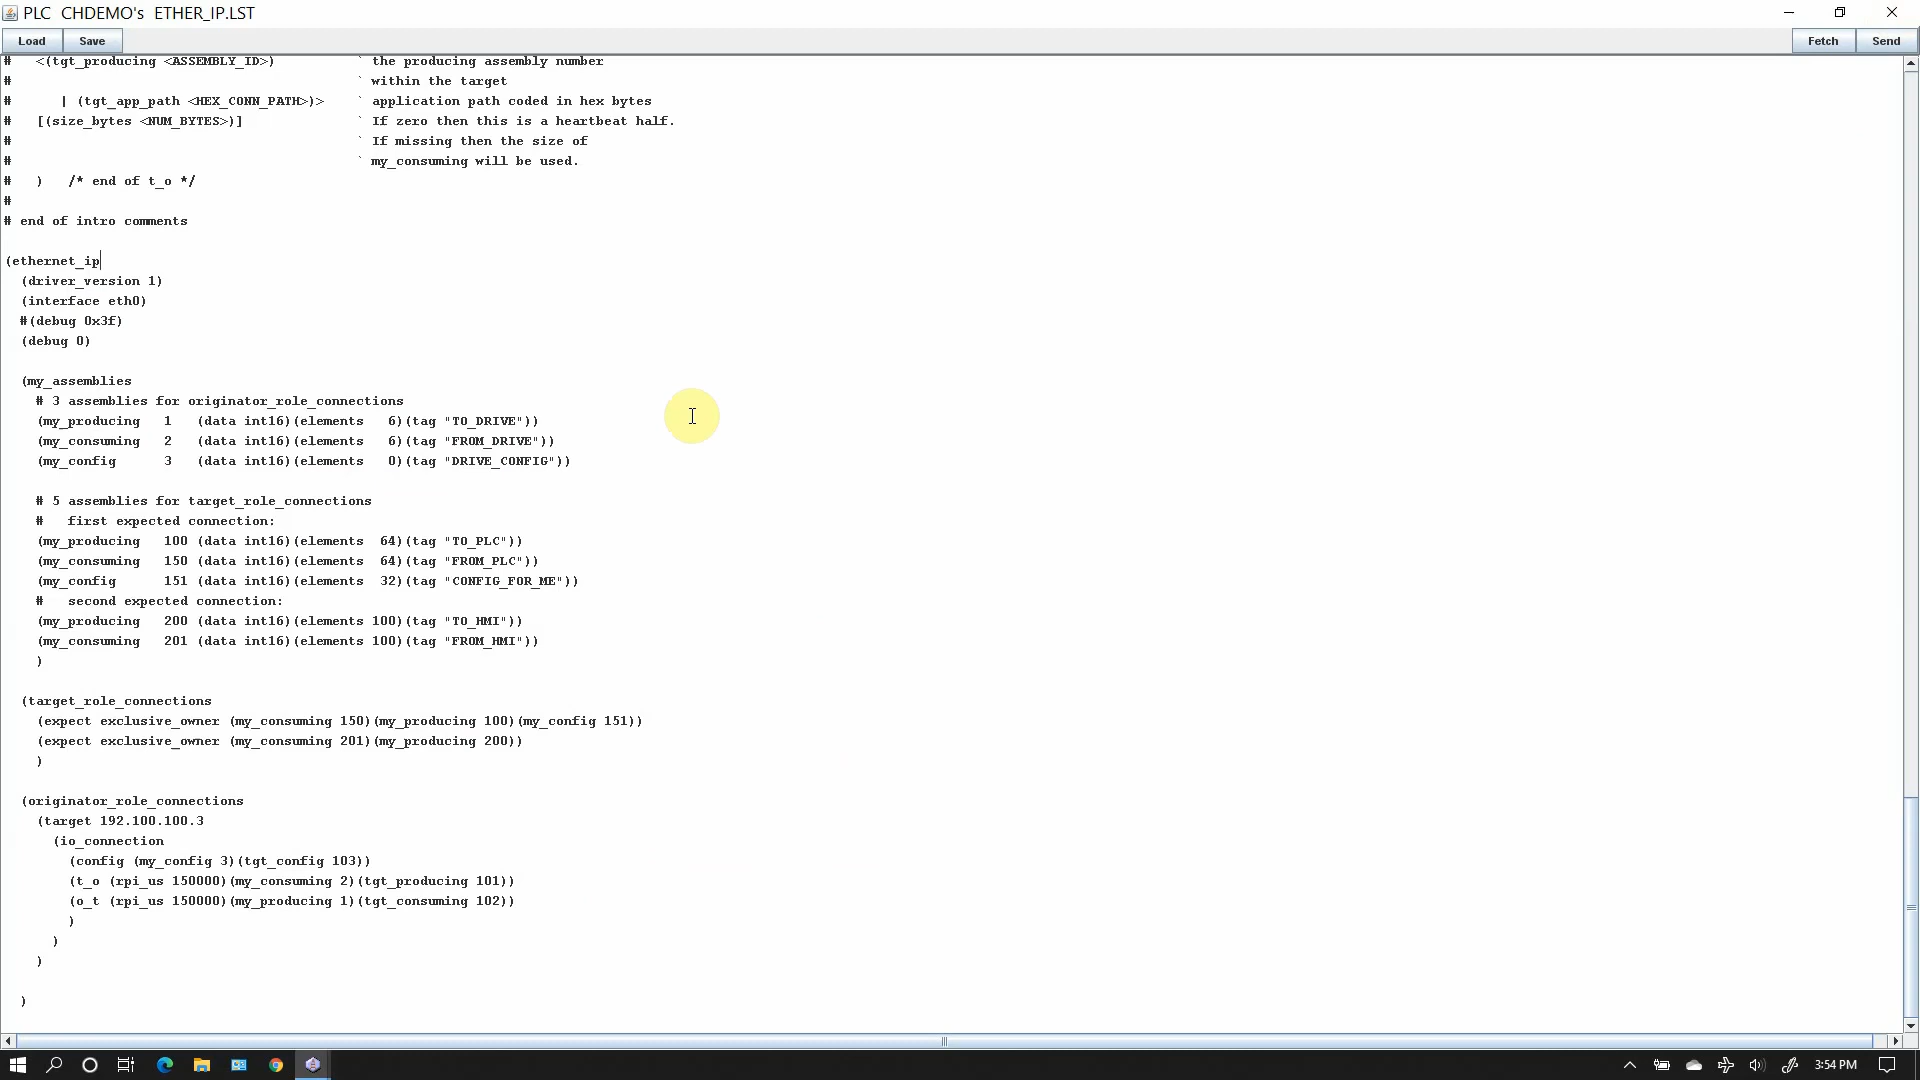 PLC CHDEMO's ETHER_IP.LST
Load Save Fetch Send
# <(tgt_producing <ASSEMBLY_ID>) ` the producing assembly number
# ` within the target
# | (tgt_app_path <HEX_CONN_PATH>)> ` application path coded in hex bytes
# [(size_bytes <NUM_BYTES>)] ` If zero then this is a heartbeat half.
# ` If missing then the size of
# ` my_consuming will be used.
# ) /* end of t_o */
#
# end of intro comments
(ethernet_ip
(driver_version 1)
(interface eth0)
#(debug 0x3f)
(debug 0)
(my_assemblies
# 3 assemblies for originator_role_connections
(my_producing 1 (data int16)(elements 6)(tag "TO_DRIVE"))
(my_consuming 2 (data int16)(elements 6)(tag "FROM_DRIVE"))
(my_config 3 (data int16)(elements 0)(tag "DRIVE_CONFIG"))
# 5 assemblies for target_role_connections
# first expected connection:
(my_producing 100 (data int16)(elements 64)(tag "TO_PLC"))
(my_consuming 150 (data int16)(elements 64)(tag "FROM_PLC"))
(my_config 151 (data int16)(elements 32)(tag "CONFIG_FOR_ME"))
# second expected connection:
(my_producing 200 (data int16)(elements 100)(tag "TO_HMI"))
(my_consuming 201 (data int16)(elements 100)(tag "FROM_HMI"))
)
(target_role_connections
(expect exclusive_owner (my_consuming 150)(my_producing 100)(my_config 151))
(expect exclusive_owner (my_consuming 201)(my_producing 200))
)
(originator_role_connections
(target 192.100.100.3
(io_connection
(config (my_config 3)(tgt_config 103))
(t_o (rpi_us 150000)(my_consuming 2)(tgt_producing 101))
(o_t (rpi_us 150000)(my_producing 1)(tgt_consuming 102))
)
)
)
)
3:54 PM